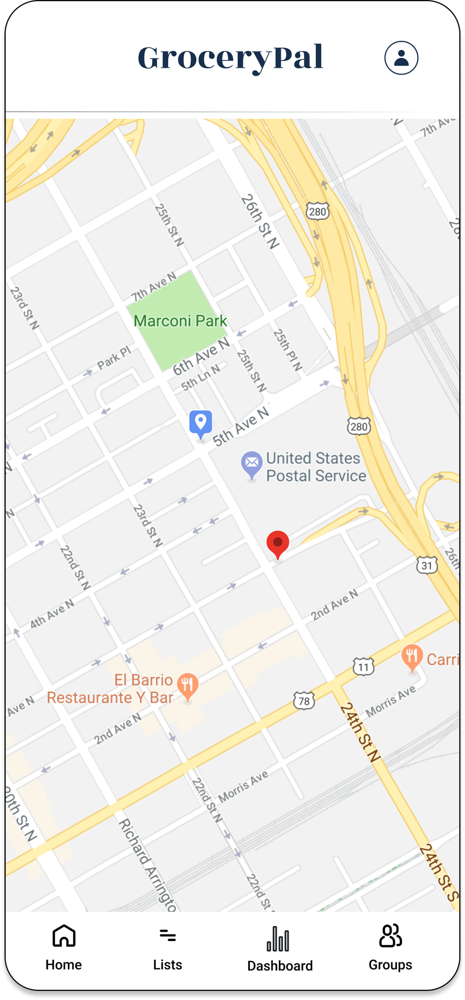 GroceryPal
7th Ave
280
26th St N
25th St N
7th Ave N
23rd St N
Marconi Park
Park Pl
6th Ave N
25th Pl N
25th St N
5th Ln N
5th Ave N
280
United States
Postal Service
N
N
23rd St N
22nd St N
31
26th
4th Ave N
2nd Ave N
11
Carri
El Barrio
Restaurante Y Bar
78
Morris Ave
Ave N
2nd Ave N
24th St N
Morris Ave
22nd St N
20th St N
Richard Arringto
24th St S
22nd St S
Home
Lists
Dashboard
Groups